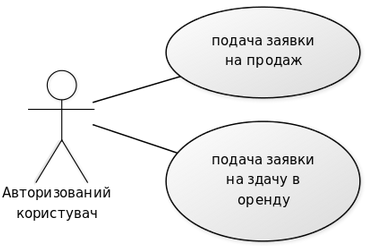 подача заявки
на продаж
подача заявки
на здачу в
оренду
Авторизований
користувач